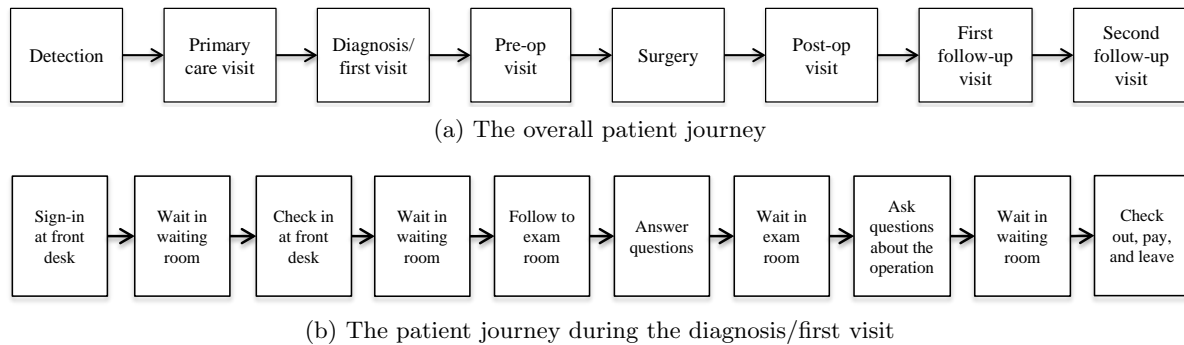 Detection
Primary
care visit
Diagnosis/
first visit
Pre-op
visit
Surgery
Post-op
visit
First
follow-up
visit
Second
follow-up
visit
(a) The overall patient journey
Sign-in
at front
desk
Wait in
waiting
room
Check in
at front
desk
Wait in
waiting
room
Follow to
exam
room
Answer
questions
Wait in
exam
room
Ask
questions
about the
operation
Wait in
waiting
room
Check
out, pay,
and leave
(b) The patient journey during the diagnosis/first visit